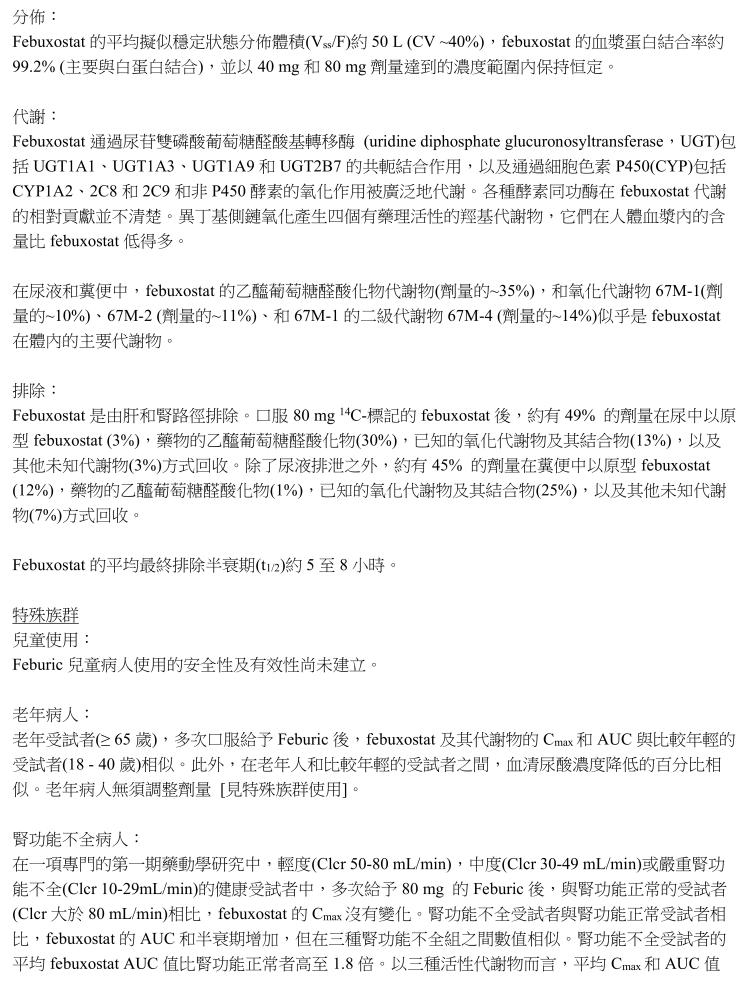 分佈：
Febuxostat 的平均擬似穩定狀態分佈體積(Vss/F)約 50 L (CV ~40%)，febuxostat 的血漿蛋白結合率約
99.2% (主要與白蛋白結合)，並以 40 mg 和 80 mg 劑量達到的濃度範圍內保持恒定。
代謝：
Febuxostat 通過尿苷雙磷酸葡萄糖醛酸基轉移酶 (uridine diphosphate glucuronosyltransferase，UGT)包
括 UGT1A1、UGT1A3、UGT1A9 和 UGT2B7 的共軛結合作用，以及通過細胞色素 P450(CYP)包括
CYP1A2、2C8 和 2C9 和非 P450 酵素的氧化作用被廣泛地代謝。各種酵素同功酶在 febuxostat 代謝
的相對貢獻並不清楚。異丁基側鏈氧化產生四個有藥理活性的羥基代謝物，它們在人體血漿內的含
量比 febuxostat 低得多。
在尿液和糞便中，febuxostat 的乙醯葡萄糖醛酸化物代謝物(劑量的~35%)，和氧化代謝物 67M-1(劑
量的~10%)、67M-2 (劑量的~11%)、和 67M-1 的二級代謝物 67M-4 (劑量的~14%)似乎是 febuxostat
在體內的主要代謝物。
排除：
Febuxostat 是由肝和腎路徑排除。口服 80 mg 14C-標記的 febuxostat 後，約有 49% 的劑量在尿中以原
型 febuxostat (3%)，藥物的乙醯葡萄糖醛酸化物(30%)，已知的氧化代謝物及其結合物(13%)，以及
其他未知代謝物(3%)方式回收。除了尿液排泄之外，約有 45% 的劑量在糞便中以原型 febuxostat
(12%)，藥物的乙醯葡萄糖醛酸化物(1%)，已知的氧化代謝物及其結合物(25%)，以及其他未知代謝
物(7%)方式回收。
Febuxostat 的平均最終排除半衰期(t1/2)約 5 至 8 小時。
特殊族群
兒童使用：
Feburic 兒童病人使用的安全性及有效性尚未建立。
老年病人：
老年受試者(≥ 65 歲)，多次口服給予 Feburic 後，febuxostat 及其代謝物的 Cmax 和 AUC 與比較年輕的
受試者(18 - 40 歲)相似。此外，在老年人和比較年輕的受試者之間，血清尿酸濃度降低的百分比相
似。老年病人無須調整劑量 [見特殊族群使用]。
腎功能不全病人：
在一項專門的第一期藥動學研究中，輕度(Clcr 50-80 mL/min)，中度(Clcr 30-49 mL/min)或嚴重腎功
能不全(Clcr 10-29mL/min)的健康受試者中，多次給予 80 mg 的 Feburic 後，與腎功能正常的受試者
(Clcr 大於 80 mL/min)相比，febuxostat 的 Cmax 沒有變化。腎功能不全受試者與腎功能正常受試者相
比，febuxostat 的 AUC 和半衰期增加，但在三種腎功能不全組之間數值相似。腎功能不全受試者的
平均 febuxostat AUC 值比腎功能正常者高至 1.8 倍。以三種活性代謝物而言，平均 Cmax 和 AUC 值